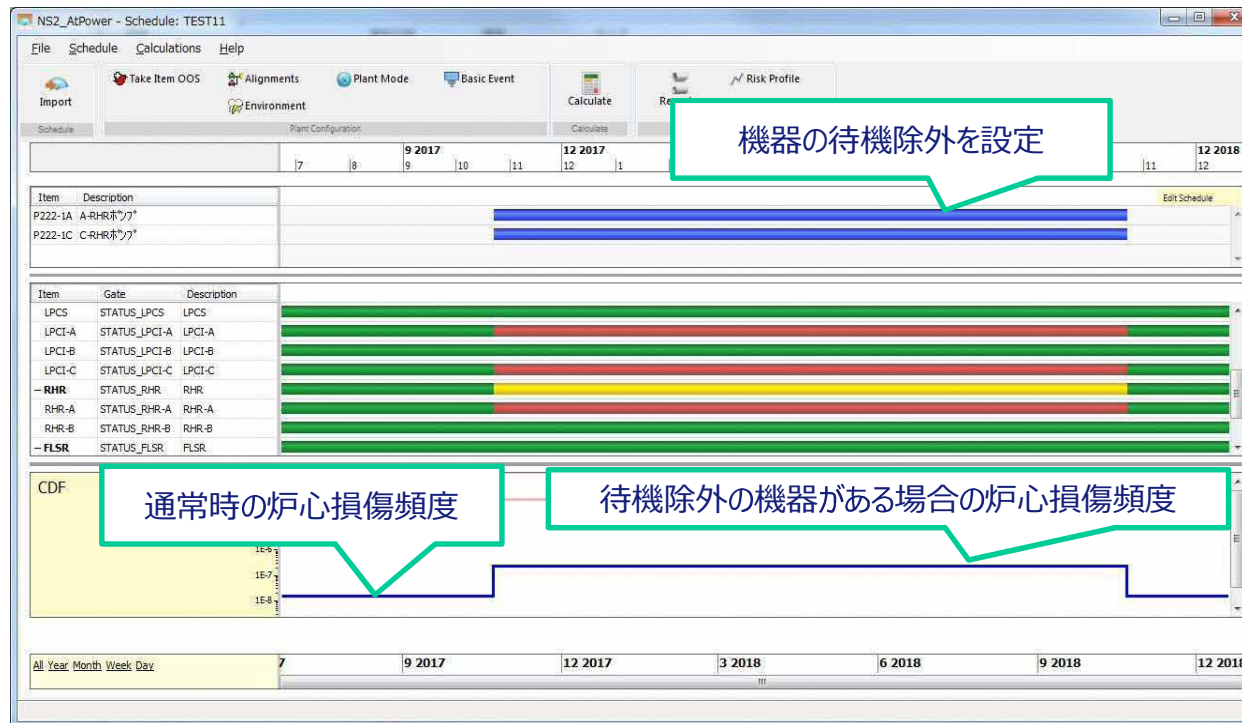 NS2_AtPower - Schedule: TEST11
File Schedule Calculations Help
Take Item OOS Alignments Plant Mode Basic Event Risk Profile
Import Environment Calculate
Schedule Plant Configuration Calculate
機器の待機除外を設定
9 2017 12 2017 12 2018
7 8 9 10 11 12 1 11 12
Item Description Edit Schedule
P222-1A A-RHRポンプ
P222-1C C-RHRポンプ
Item Gate Description
LPCS STATUS_LPCS LPCS
LPCI-A STATUS_LPCI-A LPCI-A
LPCI-B STATUS_LPCI-B LPCI-B
LPCI-C STATUS_LPCI-C LPCI-C
RHR STATUS_RHR RHR
RHR-A STATUS_RHR-A RHR-A
RHR-B STATUS_RHR-B RHR-B
FLSR STATUS_FLSR FLSR
CDF
通常時の炉心損傷頻度
待機除外の機器がある場合の炉心損傷頻度
1E-6
1E-7
1E-8
All Year Month Week Day 7 9 2017 12 2017 3 2018 6 2018 9 2018 12 2018